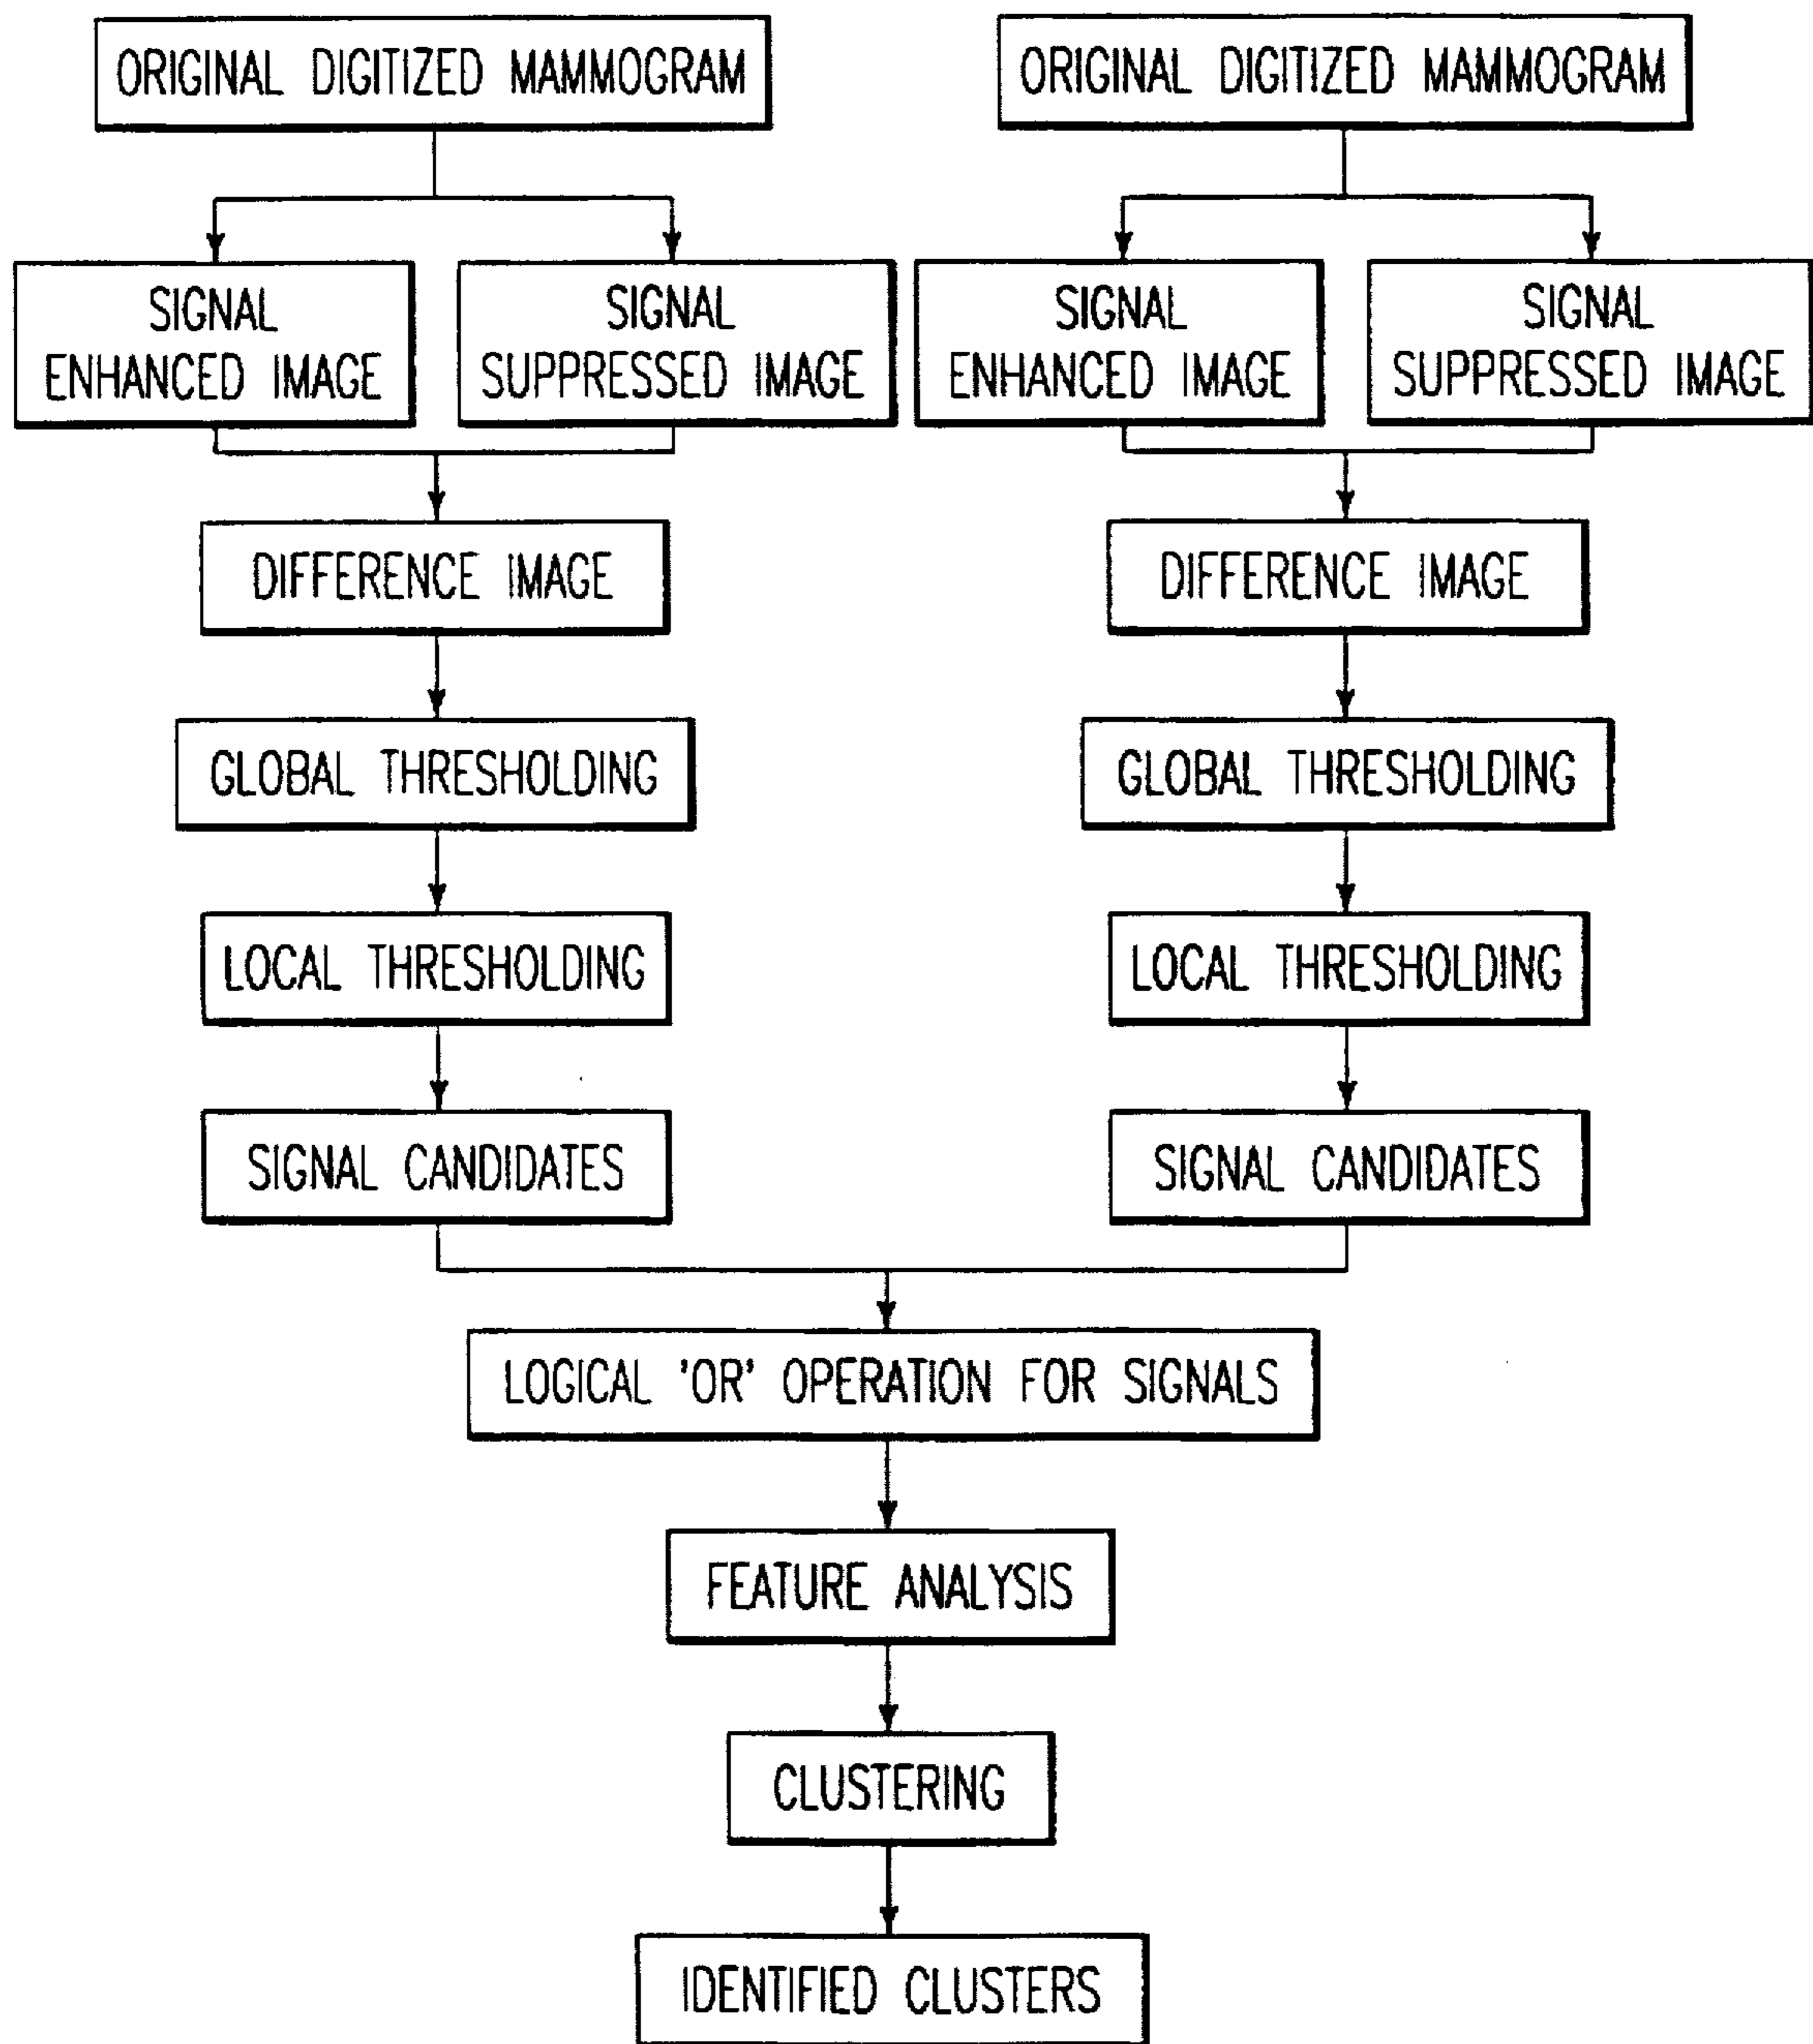 ORIGINAL DIGITIZED MAMMOGRAM
ORIGINAL DIGITIZED MAMMOGRAM
SIGNAL
ENHANCED IMAGE
SIGNAL
SUPPRESSED IMAGE
SIGNAL
ENHANCED IMAGE
SIGNAL
SUPPRESSED IMAGE
DIFFERENCE IMAGE
DIFFERENCE IMAGE
GLOBAL THRESHOLDING
GLOBAL THRESHOLDING
LOCAL THRESHOLDING
LOCAL THRESHOLDING
SIGNAL CANDIDATES
SIGNAL CANDIDATES
LOGICAL 'OR' OPERATION FOR SIGNALS
FEATURE ANALYSIS
CLUSTERING
IDENTIFIED CLUSTERS